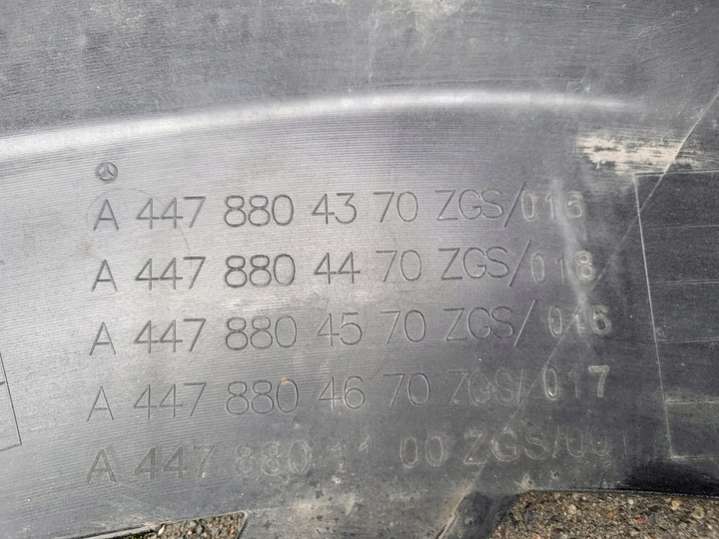 A 447 880 43 70 ZGS/016
A 447 880 44 70 ZGS/018
A 447 880 45 70 ZGS/016
A 447 880 46 70 ZGS/017
A 447 880 00